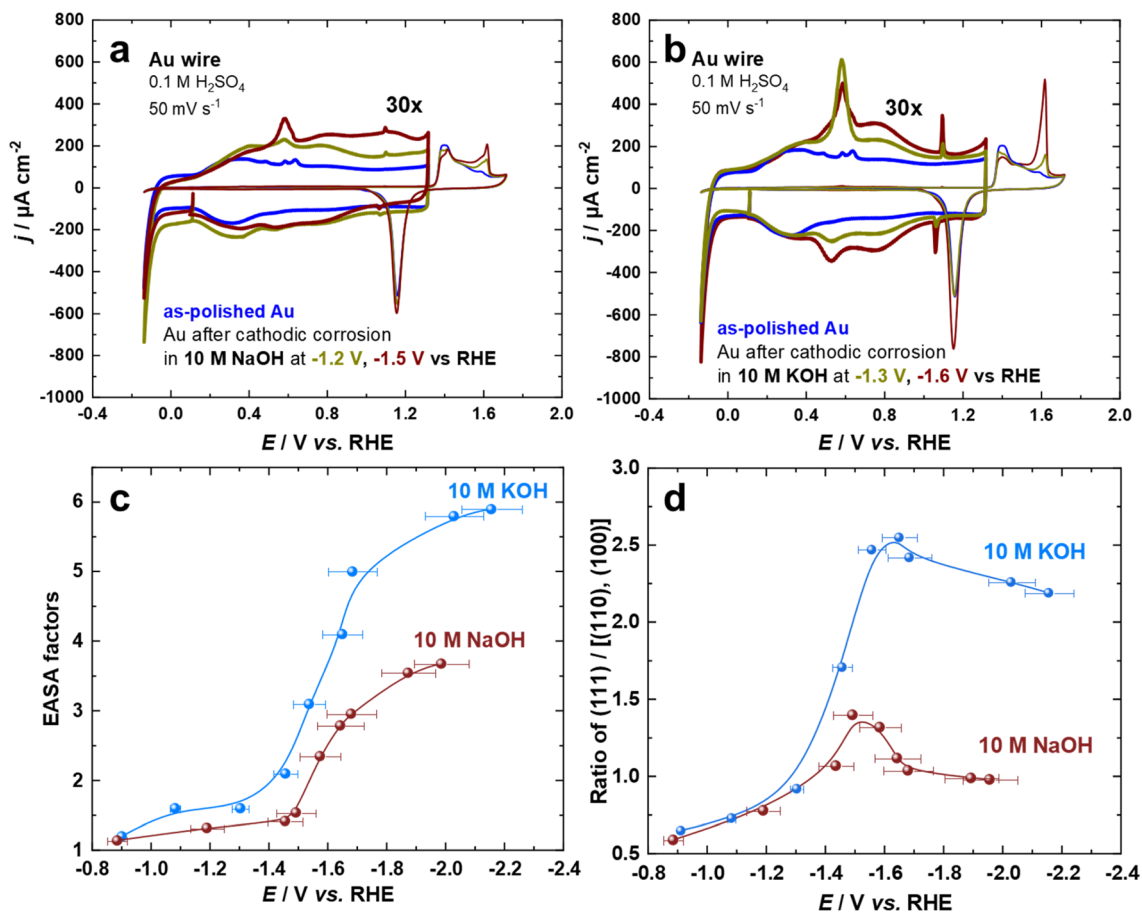 a
Au wire
0.1 M H₂SO₄
50 mV s⁻¹
30x
as-polished Au
Au after cathodic corrosion
in 10 M NaOH at -1.2 V, -1.5 V vs RHE
j / µA cm⁻²
800
600
400
200
0
-200
-400
-600
-800
-1000
-0.4 0.0 0.4 0.8 1.2 1.6 2.0
E / V vs. RHE
b
Au wire
0.1 M H₂SO₄
50 mV s⁻¹
30x
as-polished Au
Au after cathodic corrosion
in 10 M KOH at -1.3 V, -1.6 V vs RHE
j / µA cm⁻²
800
600
400
200
0
-200
-400
-600
-800
-1000
-0.4 0.0 0.4 0.8 1.2 1.6 2.0
E / V vs. RHE
c
10 M KOH
10 M NaOH
EASA factors
6
5
4
3
2
1
-0.8 -1.0 -1.2 -1.4 -1.6 -1.8 -2.0 -2.2 -2.4
E / V vs. RHE
d
10 M KOH
10 M NaOH
Ratio of (111) / [(110), (100)]
3.0
2.5
2.0
1.5
1.0
0.5
-0.8 -1.0 -1.2 -1.4 -1.6 -1.8 -2.0 -2.2 -2.4
E / V vs. RHE